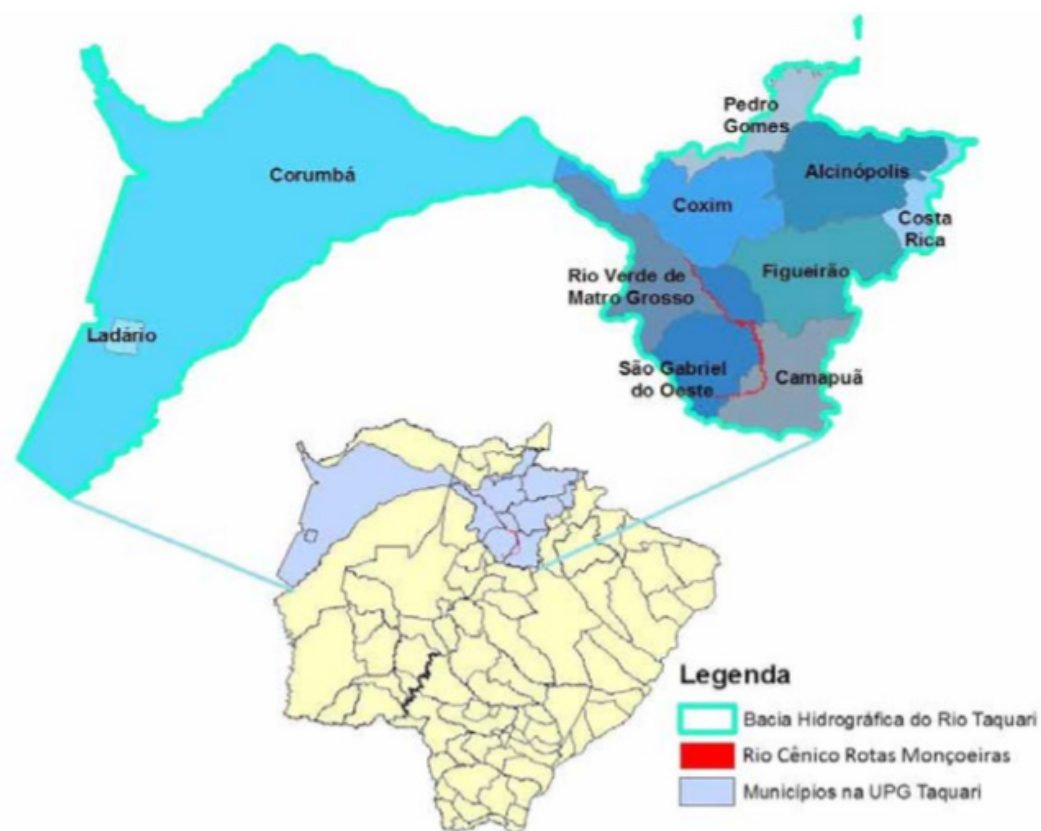 Pedro
Gomes
Corumbá
Alcinópolis
Coxim
Costa
Rica
Rio Verde de
Matro Grosso
Figueirão
Ladário
São Gabriel
do Oeste
Camapuã
Legenda
Bacia Hidrográfica do Rio Taquari
Rio Cênico Rotas Monçoeiras
Municípios na UPG Taquari